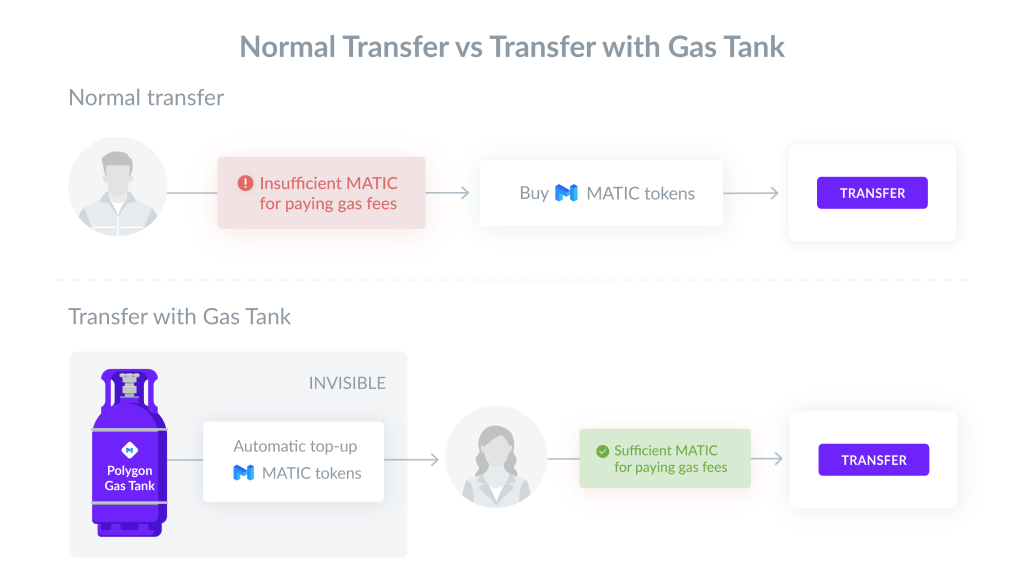 Normal Transfer vs Transfer with Gas Tank
Normal transfer
Insufficient MATIC
for paying gas fees
Buy MATIC tokens
TRANSFER
Transfer with Gas Tank
INVISIBLE
Polygon
Gas Tank
Automatic top-up
MATIC tokens
Sufficient MATIC
for paying gas fees
TRANSFER